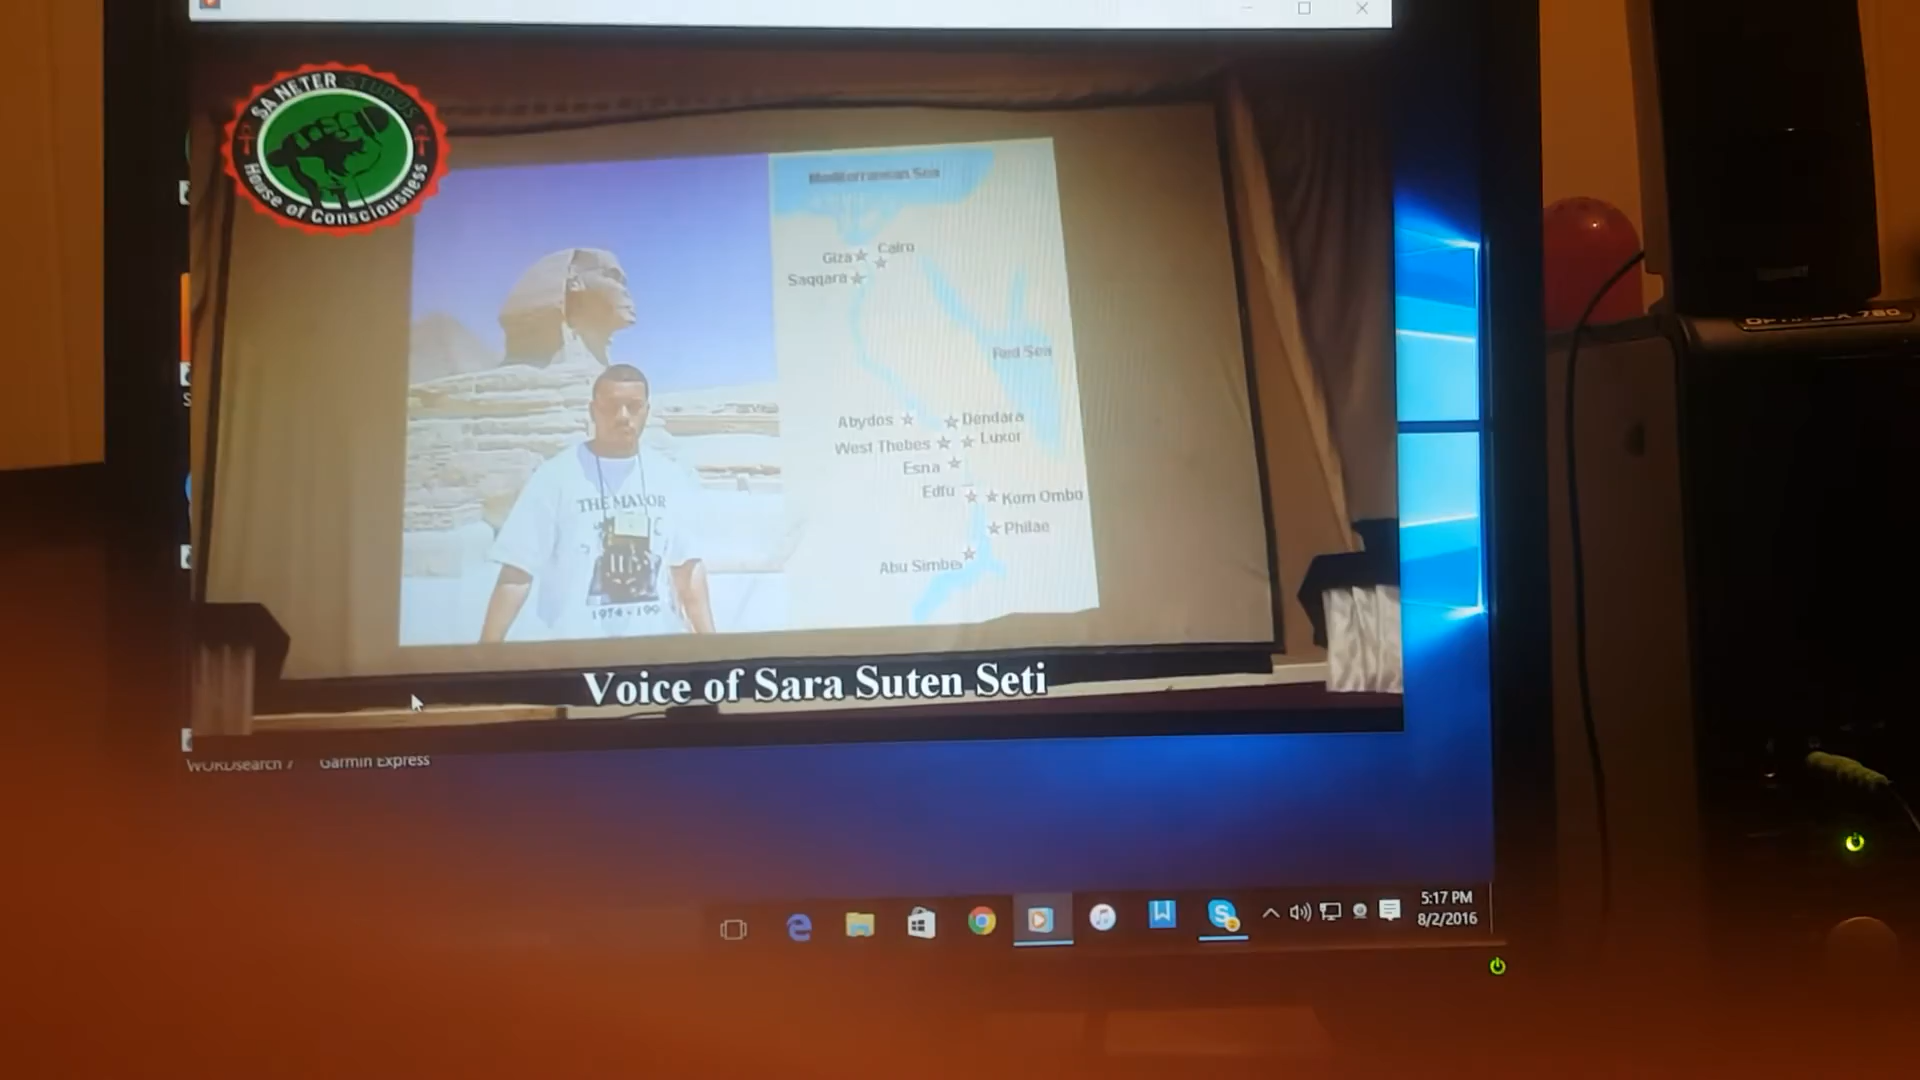 SA NETER STUDIOS
House of Consciousness
Mediterranean Sea
Giza
Cairo
Saqqara
Red Sea
Abydos
Dendara
West Thebes
Luxor
Esna
Edfu
Kom Ombo
Philae
Abu Simbel
THE MAYOR
Voice of Sara Suten Seti
WORDsearch 7
Garmin Express
5:17 PM
8/2/2016